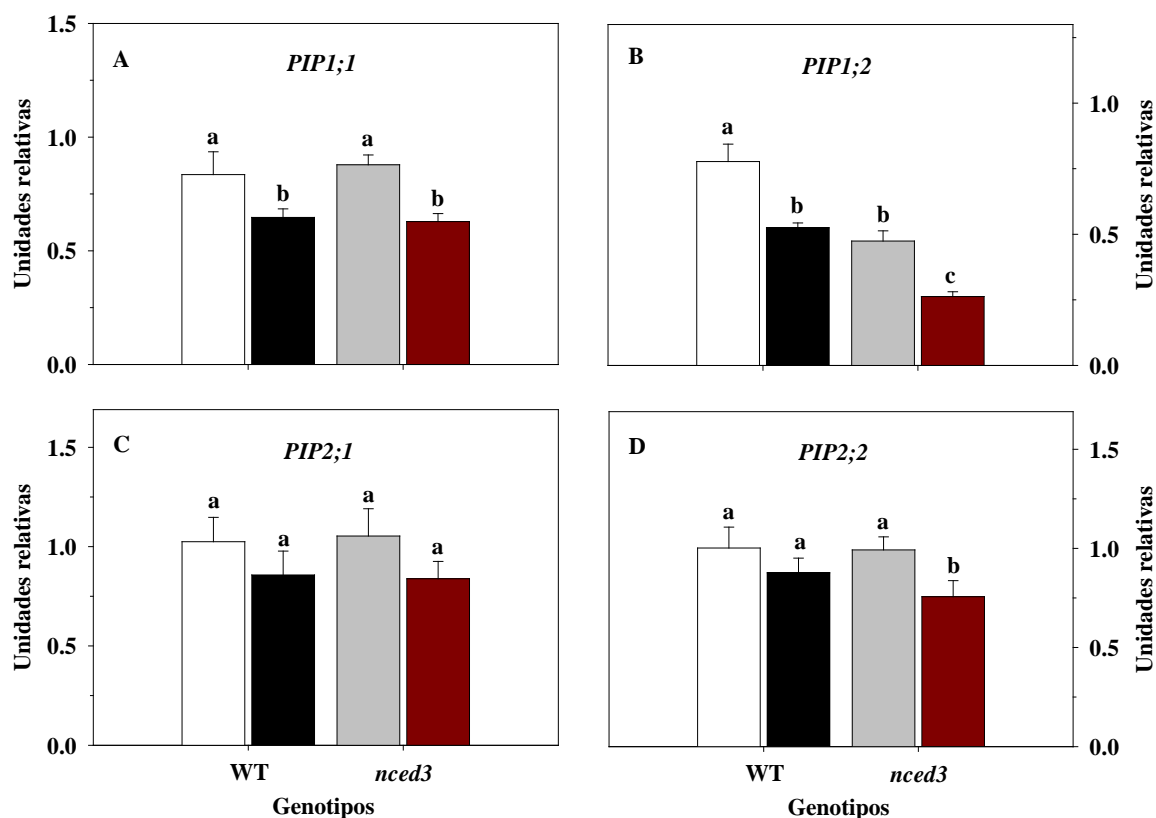 A
PIP1;1
Unidades relativas
1.5
1.0
0.5
0.0
a
b
a
b
B
PIP1;2
Unidades relativas
1.0
0.5
0.0
a
b
b
c
C
PIP2;1
Unidades relativas
1.5
1.0
0.5
0.0
a
a
a
a
WT
nced3
Genotipos
D
PIP2;2
Unidades relativas
1.5
1.0
0.5
0.0
a
a
a
b
WT
nced3
Genotipos